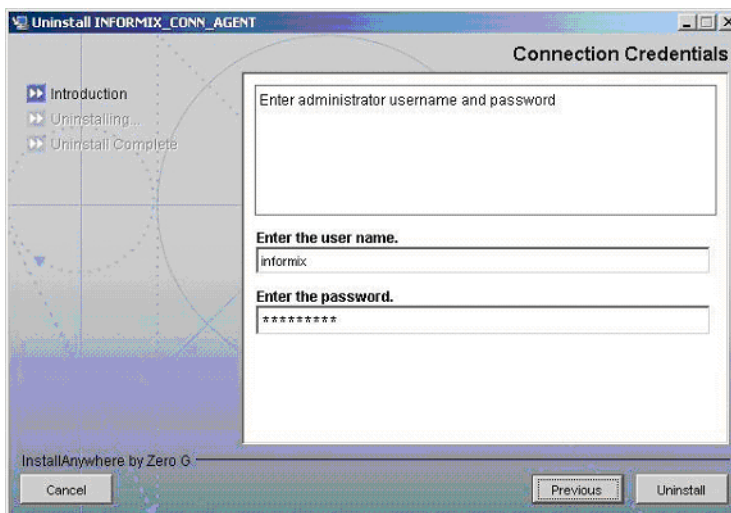 Uninstall INFORMIX_CONN_AGENT
Connection Credentials
Introduction
Uninstalling...
Uninstall Complete
Enter administrator username and password
Enter the user name.
informix
Enter the password.
*********
InstallAnywhere by Zero G
Cancel
Previous
Uninstall